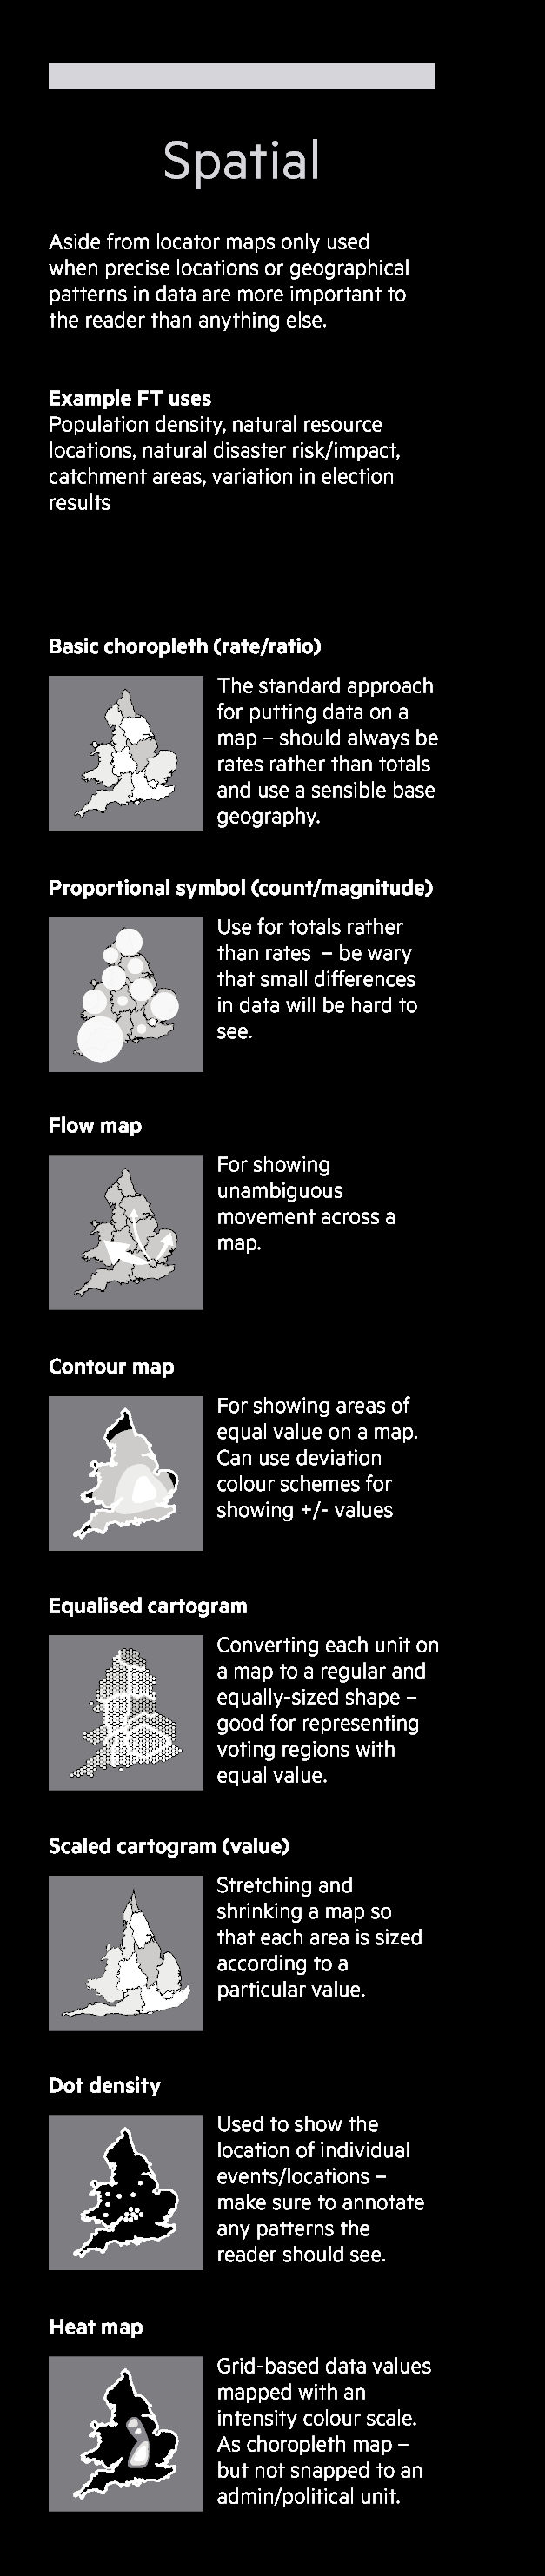 Spatial
Aside from locator maps only used
when precise locations or geographical
patterns in data are more important to
the reader than anything else.
Example FT uses
Population density, natural resource
locations, natural disaster risk/impact,
catchment areas, variation in election
results
Basic choropleth (rate/ratio)
The standard approach
for putting data on a
map – should always be
rates rather than totals
and use a sensible base
geography.
Proportional symbol (count/magnitude)
Use for totals rather
than rates – be wary
that small differences
in data will be hard to
see.
Flow map
For showing
unambiguous
movement across a
map.
Contour map
For showing areas of
equal value on a map.
Can use deviation
colour schemes for
showing +/- values
Equalised cartogram
Converting each unit on
a map to a regular and
equally-sized shape –
good for representing
voting regions with
equal value.
Scaled cartogram (value)
Stretching and
shrinking a map so
that each area is sized
according to a
particular value.
Dot density
Used to show the
location of individual
events/locations –
make sure to annotate
any patterns the
reader should see.
Heat map
Grid-based data values
mapped with an
intensity colour scale.
As choropleth map –
but not snapped to an
admin/political unit.